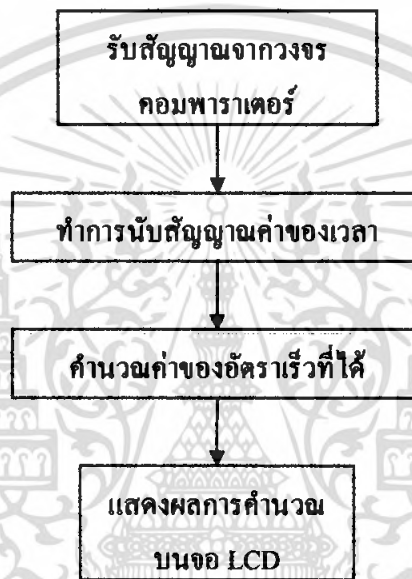 รับสัญญาณจากวงจร
คอมพาราเตอร์
ทำการนับสัญญาณค่าของเวลา
คำนวณค่าของอัตราเร็วที่ได้
แสดงผลการคำนวณ
บนจอ LCD